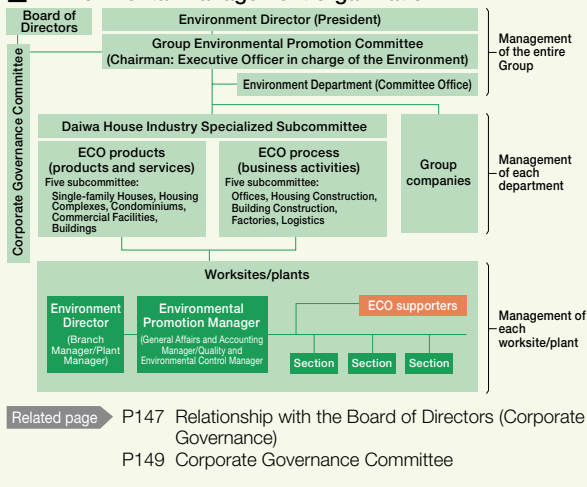 Board of
Directors
Environment Director (President)
Corporate Governance Committee
Group Environmental Promotion Committee
(Chairman: Executive Officer in charge of the Environment)
Environment Department (Committee Office)
Management
of the entire
Group
Daiwa House Industry Specialized Subcommittee
ECO products
(products and services)
Five subcommittee:
Single-family Houses, Housing
Complexes, Condominiums,
Commercial Facilities,
Buildings
ECO process
(business activities)
Five subcommittee:
Offices, Housing Construction,
Building Construction,
Factories, Logistics
Group
companies
Management
of each
department
Worksites/plants
Environment
Director
(Branch
Manager/Plant
Manager)
Environmental
Promotion Manager
(General Affairs and Accounting
Manager/Quality and
Environmental Control Manager
ECO supporters
Section
Section
Section
Management of
each
worksite/plant
Related page
P147 Relationship with the Board of Directors (Corporate
Governance)
P149 Corporate Governance Committee